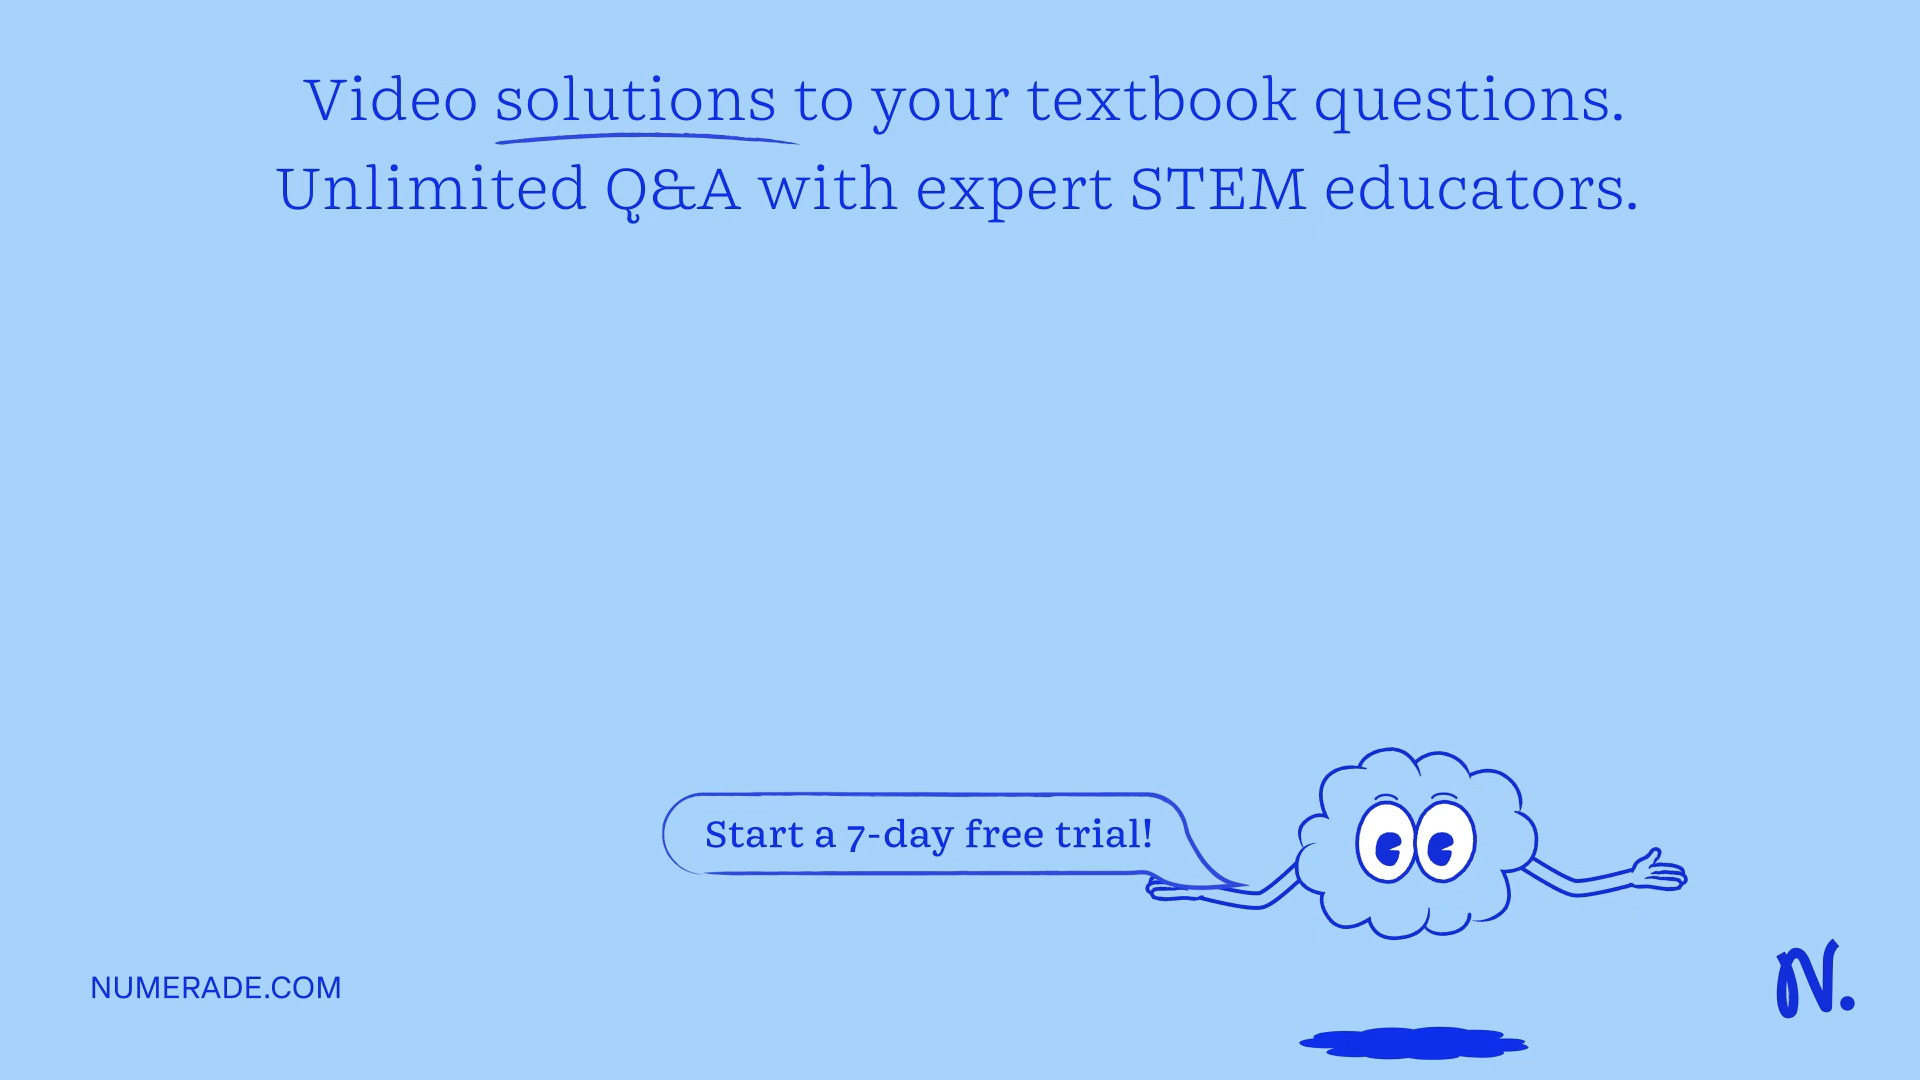 Video solutions to your textbook questions.
Unlimited Q&A with expert STEM educators.
Start a 7-day free trial!
NUMERADE.COM
N.